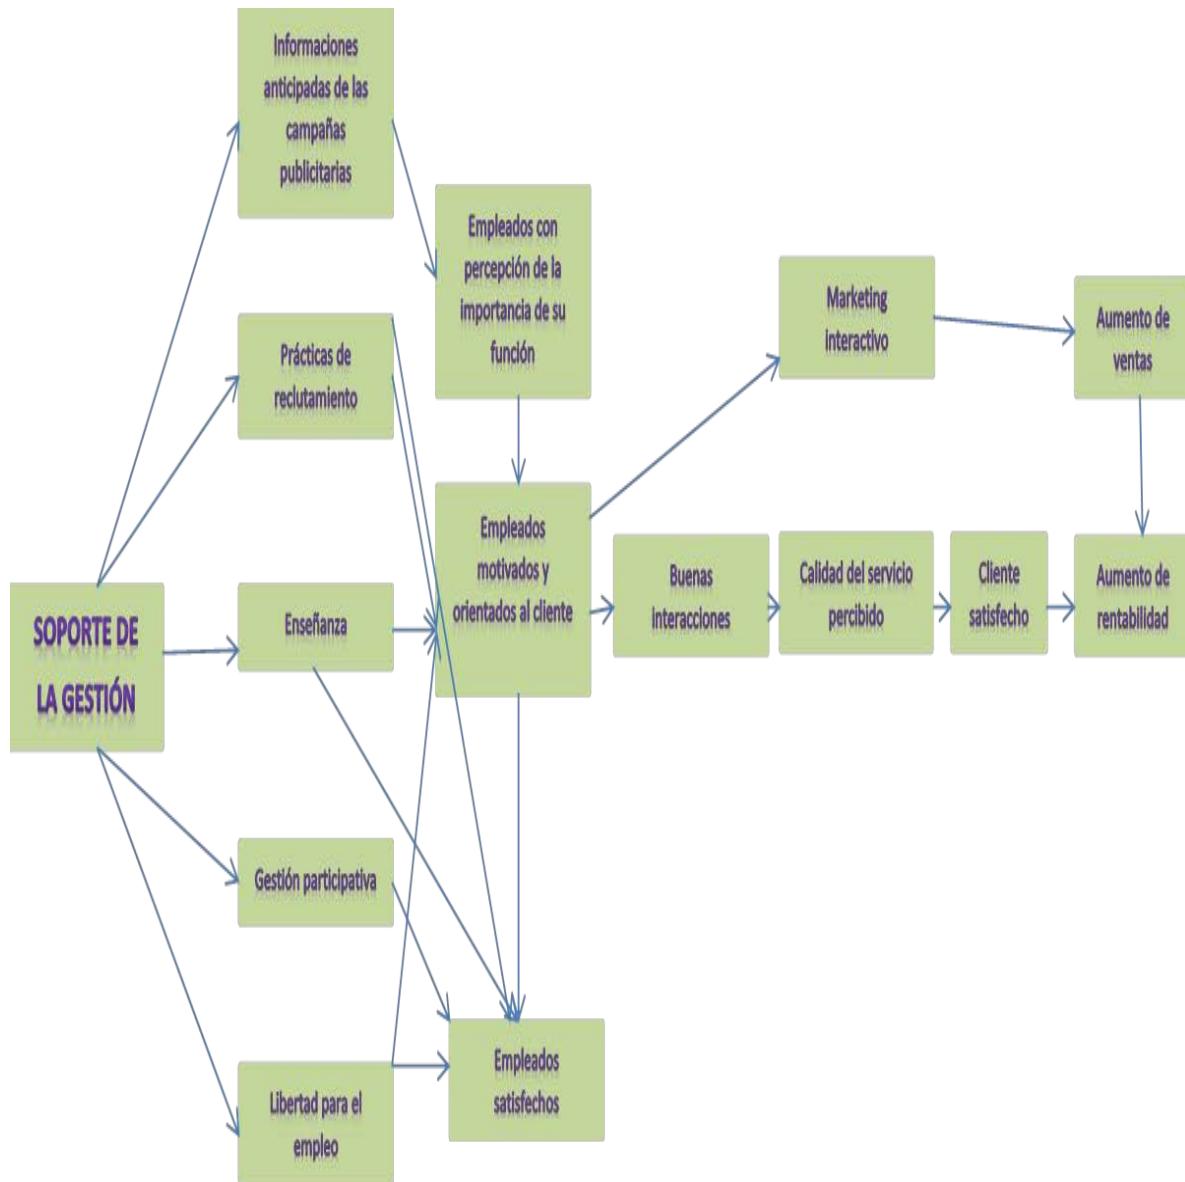 Informaciones
anticipadas de las
campañas
publicitarias
Empleados con
percepción de la
importancia de su
función
Marketing
interactivo
Aumento de
ventas
Prácticas de
reclutamiento
Empleados
motivados y
orientados al cliente
Buenas
interacciones
Calidad del servicio
percibido
Cliente
satisfecho
Aumento de
rentabilidad
SOPORTE DE
LA GESTIÓN
Enseñanza
Gestión participativa
Empleados
satisfechos
Libertad para el
empleo